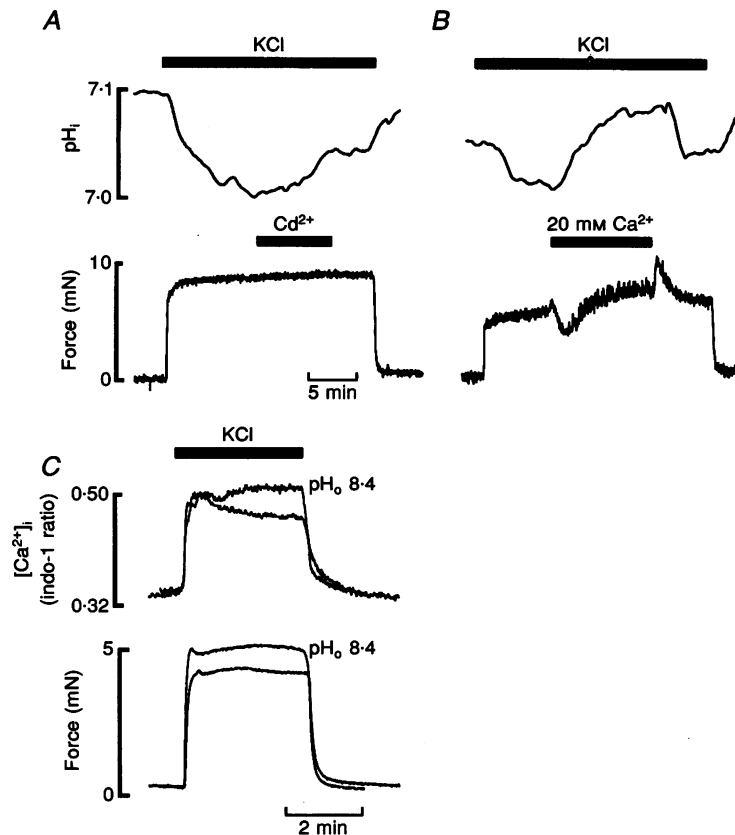 A
KCl
7·1
pHi
7·0
Cd2+
10
Force (mN)
0
5 min
B
KCl
20 mM Ca2+
C
KCl
0·50
pHo 8·4
[Ca2+]i
(indo-1 ratio)
0·32
5
pHo 8·4
Force (mN)
0
2 min